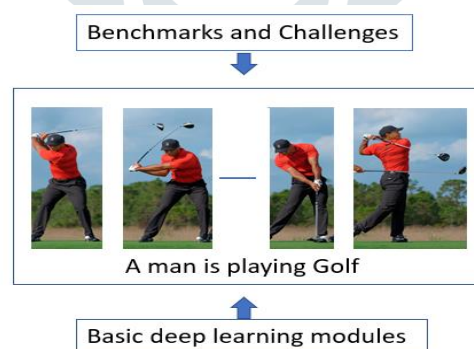 Benchmarks and Challenges
A man is playing Golf
Basic deep learning modules